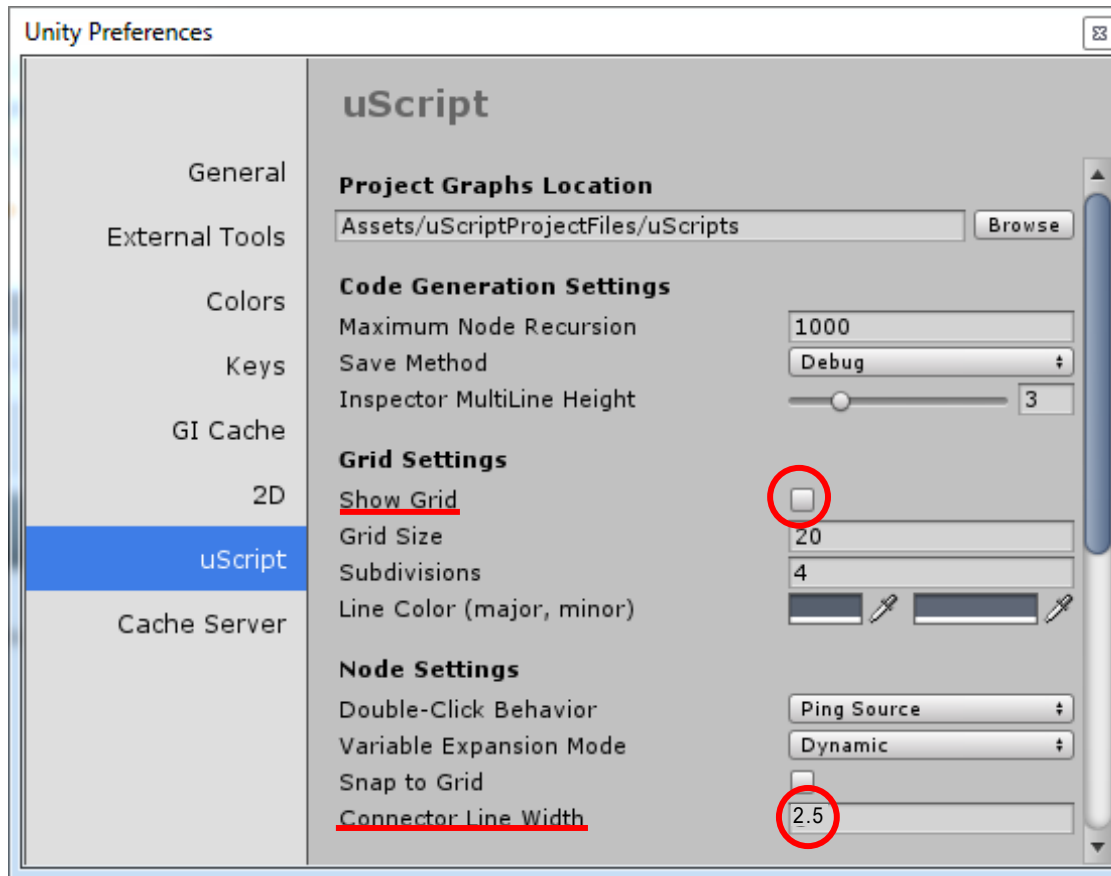 Unity Preferences
uScript
General
External Tools
Colors
Keys
GI Cache
2D
uScript
Cache Server
Project Graphs Location
Assets/uScriptProjectFiles/uScripts Browse
Code Generation Settings
Maximum Node Recursion 1000
Save Method Debug
Inspector MultiLine Height 3
Grid Settings
Show Grid
Grid Size 20
Subdivisions 4
Line Color (major, minor)
Node Settings
Double-Click Behavior Ping Source
Variable Expansion Mode Dynamic
Snap to Grid
Connector Line Width 2.5